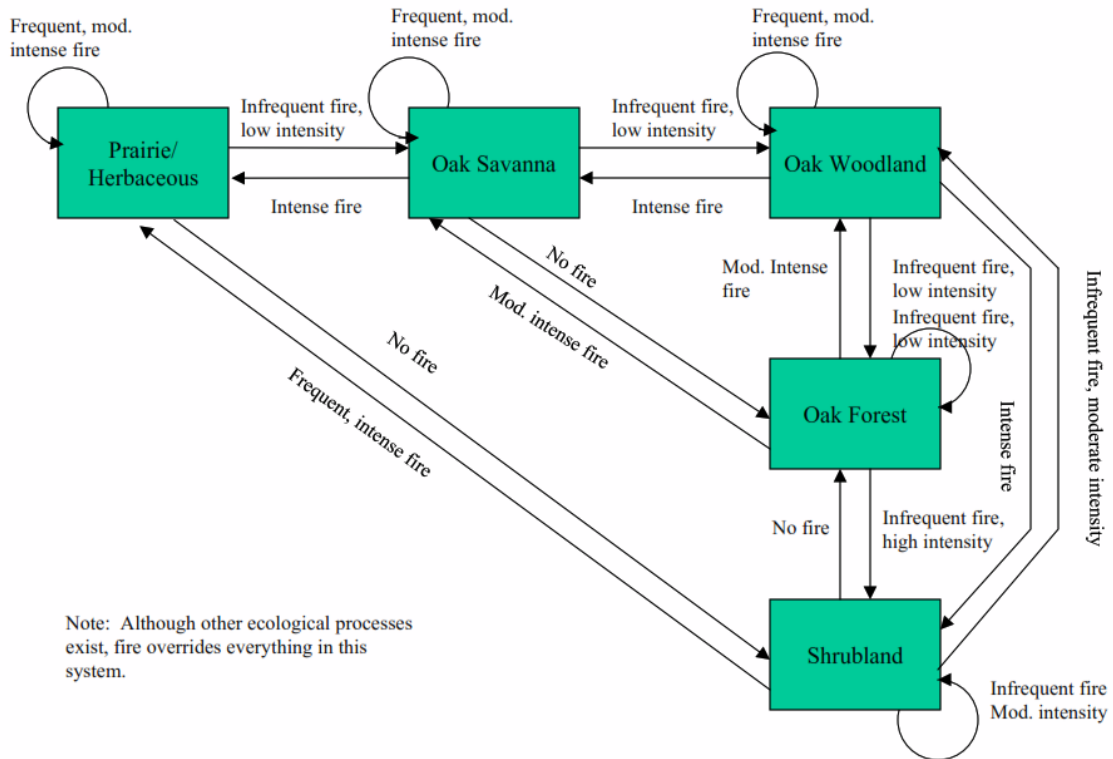 Frequent, mod.
intense fire
Frequent, mod.
intense fire
Frequent, mod.
intense fire
Prairie/
Herbaceous
Infrequent fire,
low intensity
Oak Savanna
Infrequent fire,
low intensity
Oak Woodland
Intense fire
Intense fire
No fire
Mod. intense fire
Mod. Intense
fire
Infrequent fire,
low intensity
Infrequent fire,
low intensity
Infrequent fire, moderate intensity
No fire
Frequent, intense fire
Oak Forest
Intense fire
No fire
Infrequent fire,
high intensity
Note: Although other ecological processes
exist, fire overrides everything in this
system.
Shrubland
Infrequent fire
Mod. intensity